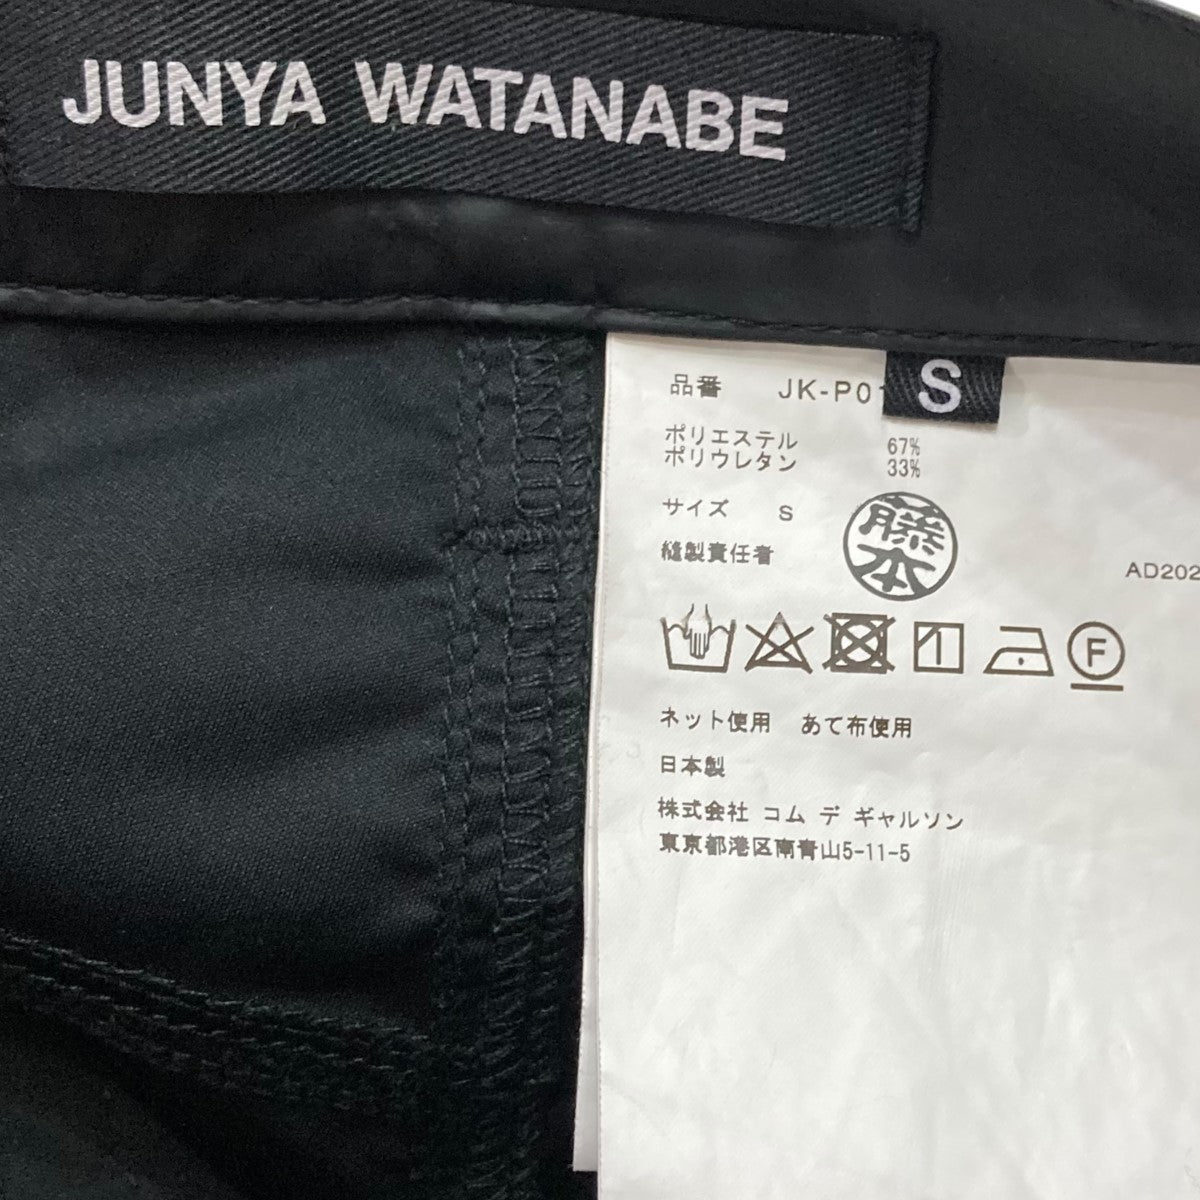 JUNYA WATANABE
S
品番 JK-P01
ポリエステル 67%
ポリウレタン 33%
サイズ S
縫製責任者 藤本
AD202
F
ネット使用 あて布使用
日本製
株式会社 コム デ ギャルソン
東京都港区南青山5-11-5